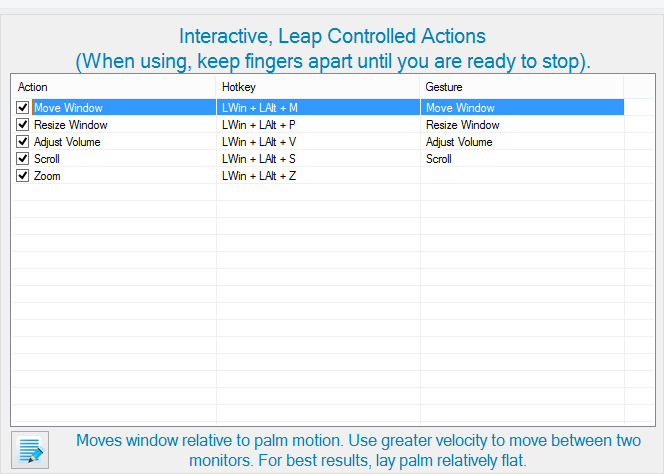 Interactive, Leap Controlled Actions
(When using, keep fingers apart until you are ready to stop).
Action Hotkey Gesture
Move Window LWin + LAlt + M Move Window
Resize Window LWin + LAlt + P Resize Window
Adjust Volume LWin + LAlt + V Adjust Volume
Scroll LWin + LAlt + S Scroll
Zoom LWin + LAlt + Z
Moves window relative to palm motion. Use greater velocity to move between two
monitors. For best results, lay palm relatively flat.